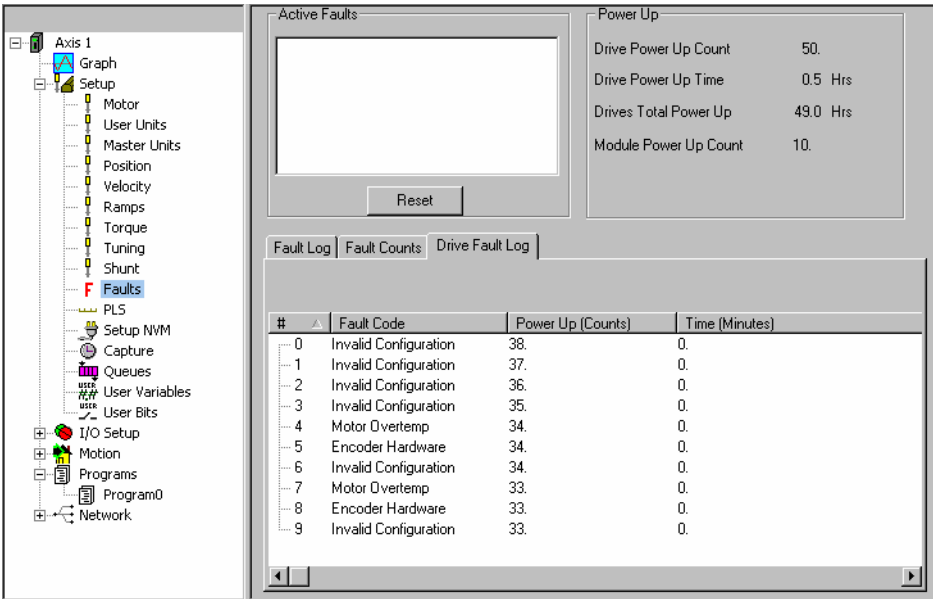 Axis 1
Graph
Setup
Motor
User Units
Master Units
Position
Velocity
Ramps
Torque
Tuning
Shunt
F Faults
PLS
Setup NVM
Capture
Queues
USER
## User Variables
USER
User Bits
I/O Setup
Motion
Programs
Program0
Network
Active Faults
Reset
Power Up
Drive Power Up Count 50.
Drive Power Up Time 0.5 Hrs
Drives Total Power Up 49.0 Hrs
Module Power Up Count 10.
Fault Log Fault Counts Drive Fault Log
# Fault Code Power Up (Counts) Time (Minutes)
0 Invalid Configuration 38. 0.
1 Invalid Configuration 37. 0.
2 Invalid Configuration 36. 0.
3 Invalid Configuration 35. 0.
4 Motor Overtemp 34. 0.
5 Encoder Hardware 34. 0.
6 Invalid Configuration 34. 0.
7 Motor Overtemp 33. 0.
8 Encoder Hardware 33. 0.
9 Invalid Configuration 33. 0.